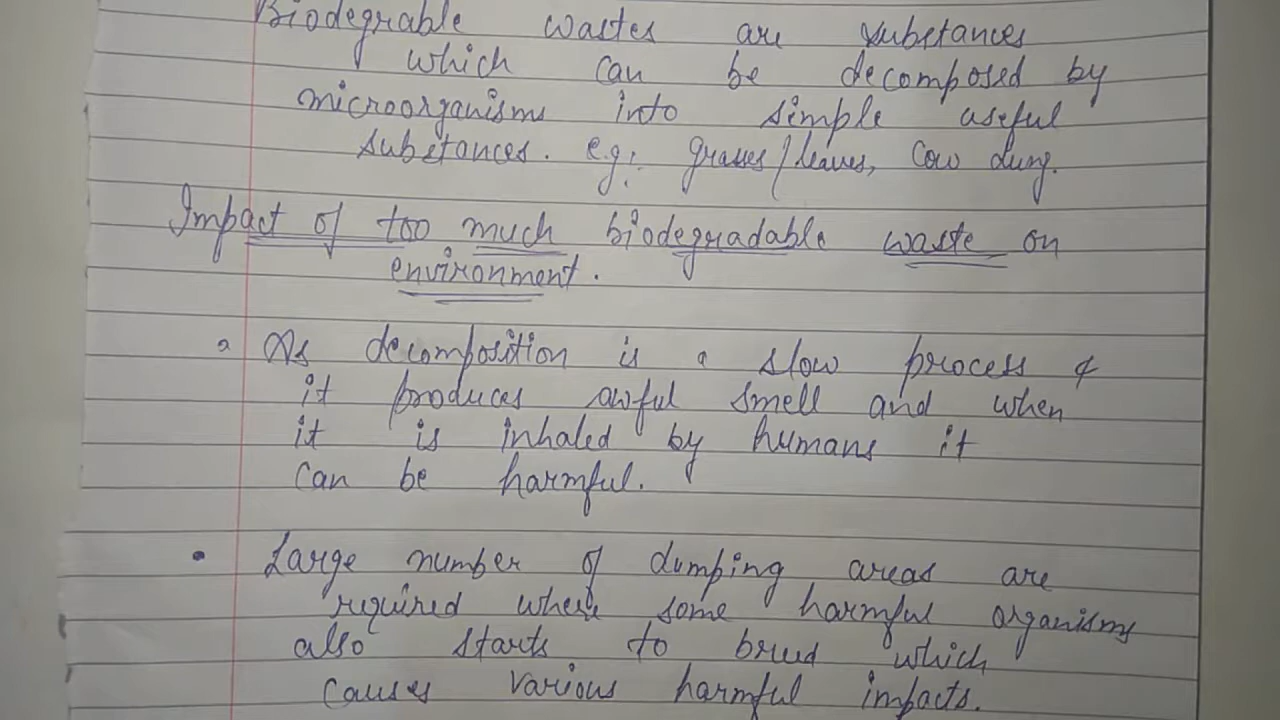 Biodegrable wastes are substances
which can be decomposed by
microorganisms into simple useful
substances. e.g:- grasses/leaves, Cow dung.
Impact of too much biodegradable waste on
environment.
• As decomposition is a slow process &
it produces awful smell and when
it is inhaled by humans it
can be harmful.
• Large number of dumping areas are
required where some harmful organisms
also starts to breed which
causes various harmful impacts.